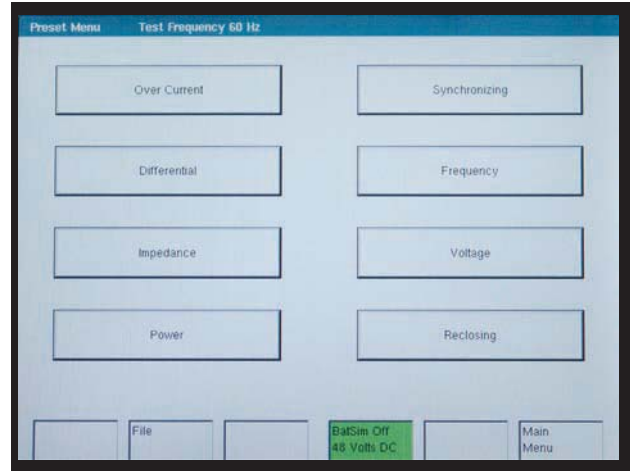 Preset Menu Test Frequency 60 Hz
Over Current
Synchronizing
Differential
Frequency
Impedance
Voltage
Power
Reclosing
File
BatSim Off
48 Volts DC
Main
Menu